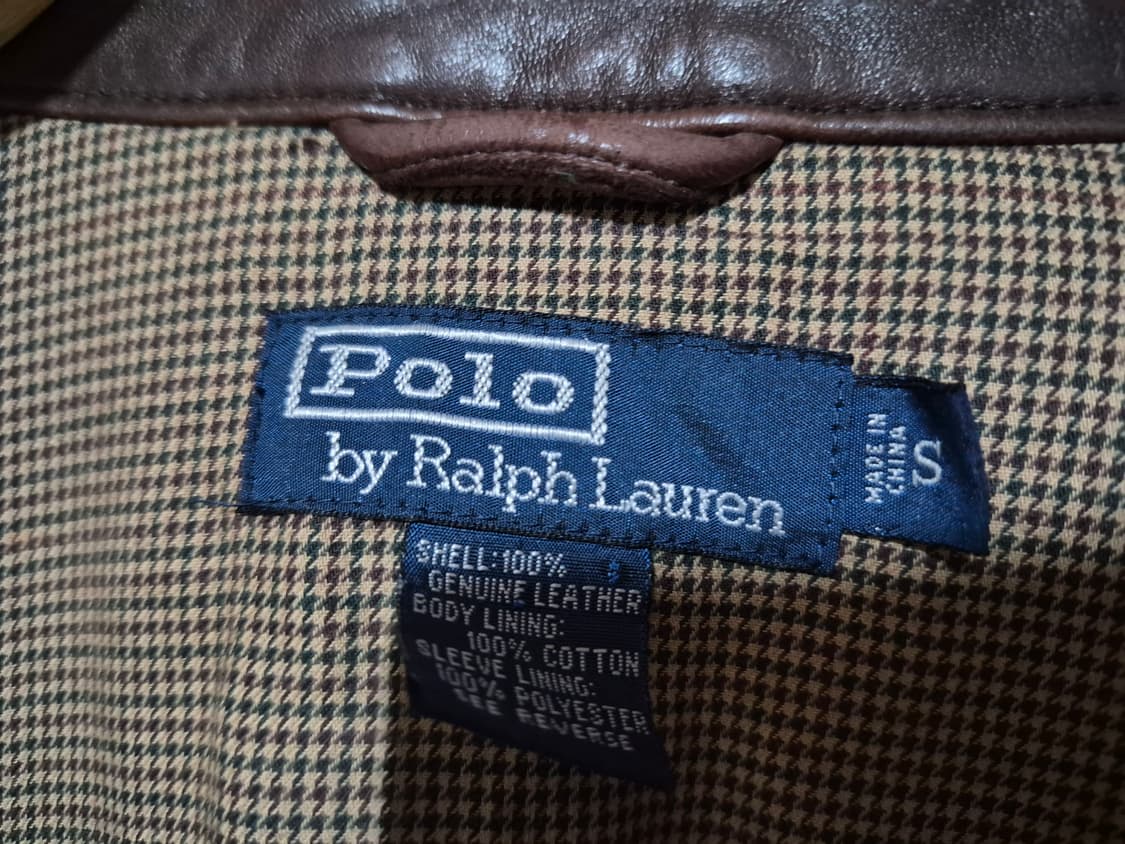 Polo
by Ralph Lauren
MADE IN
CHINA
S
SHELL:100%
GENUINE LEATHER
BODY LINING:
100% COTTON
SLEEVE LINING:
100% POLYESTER
SEE REVERSE